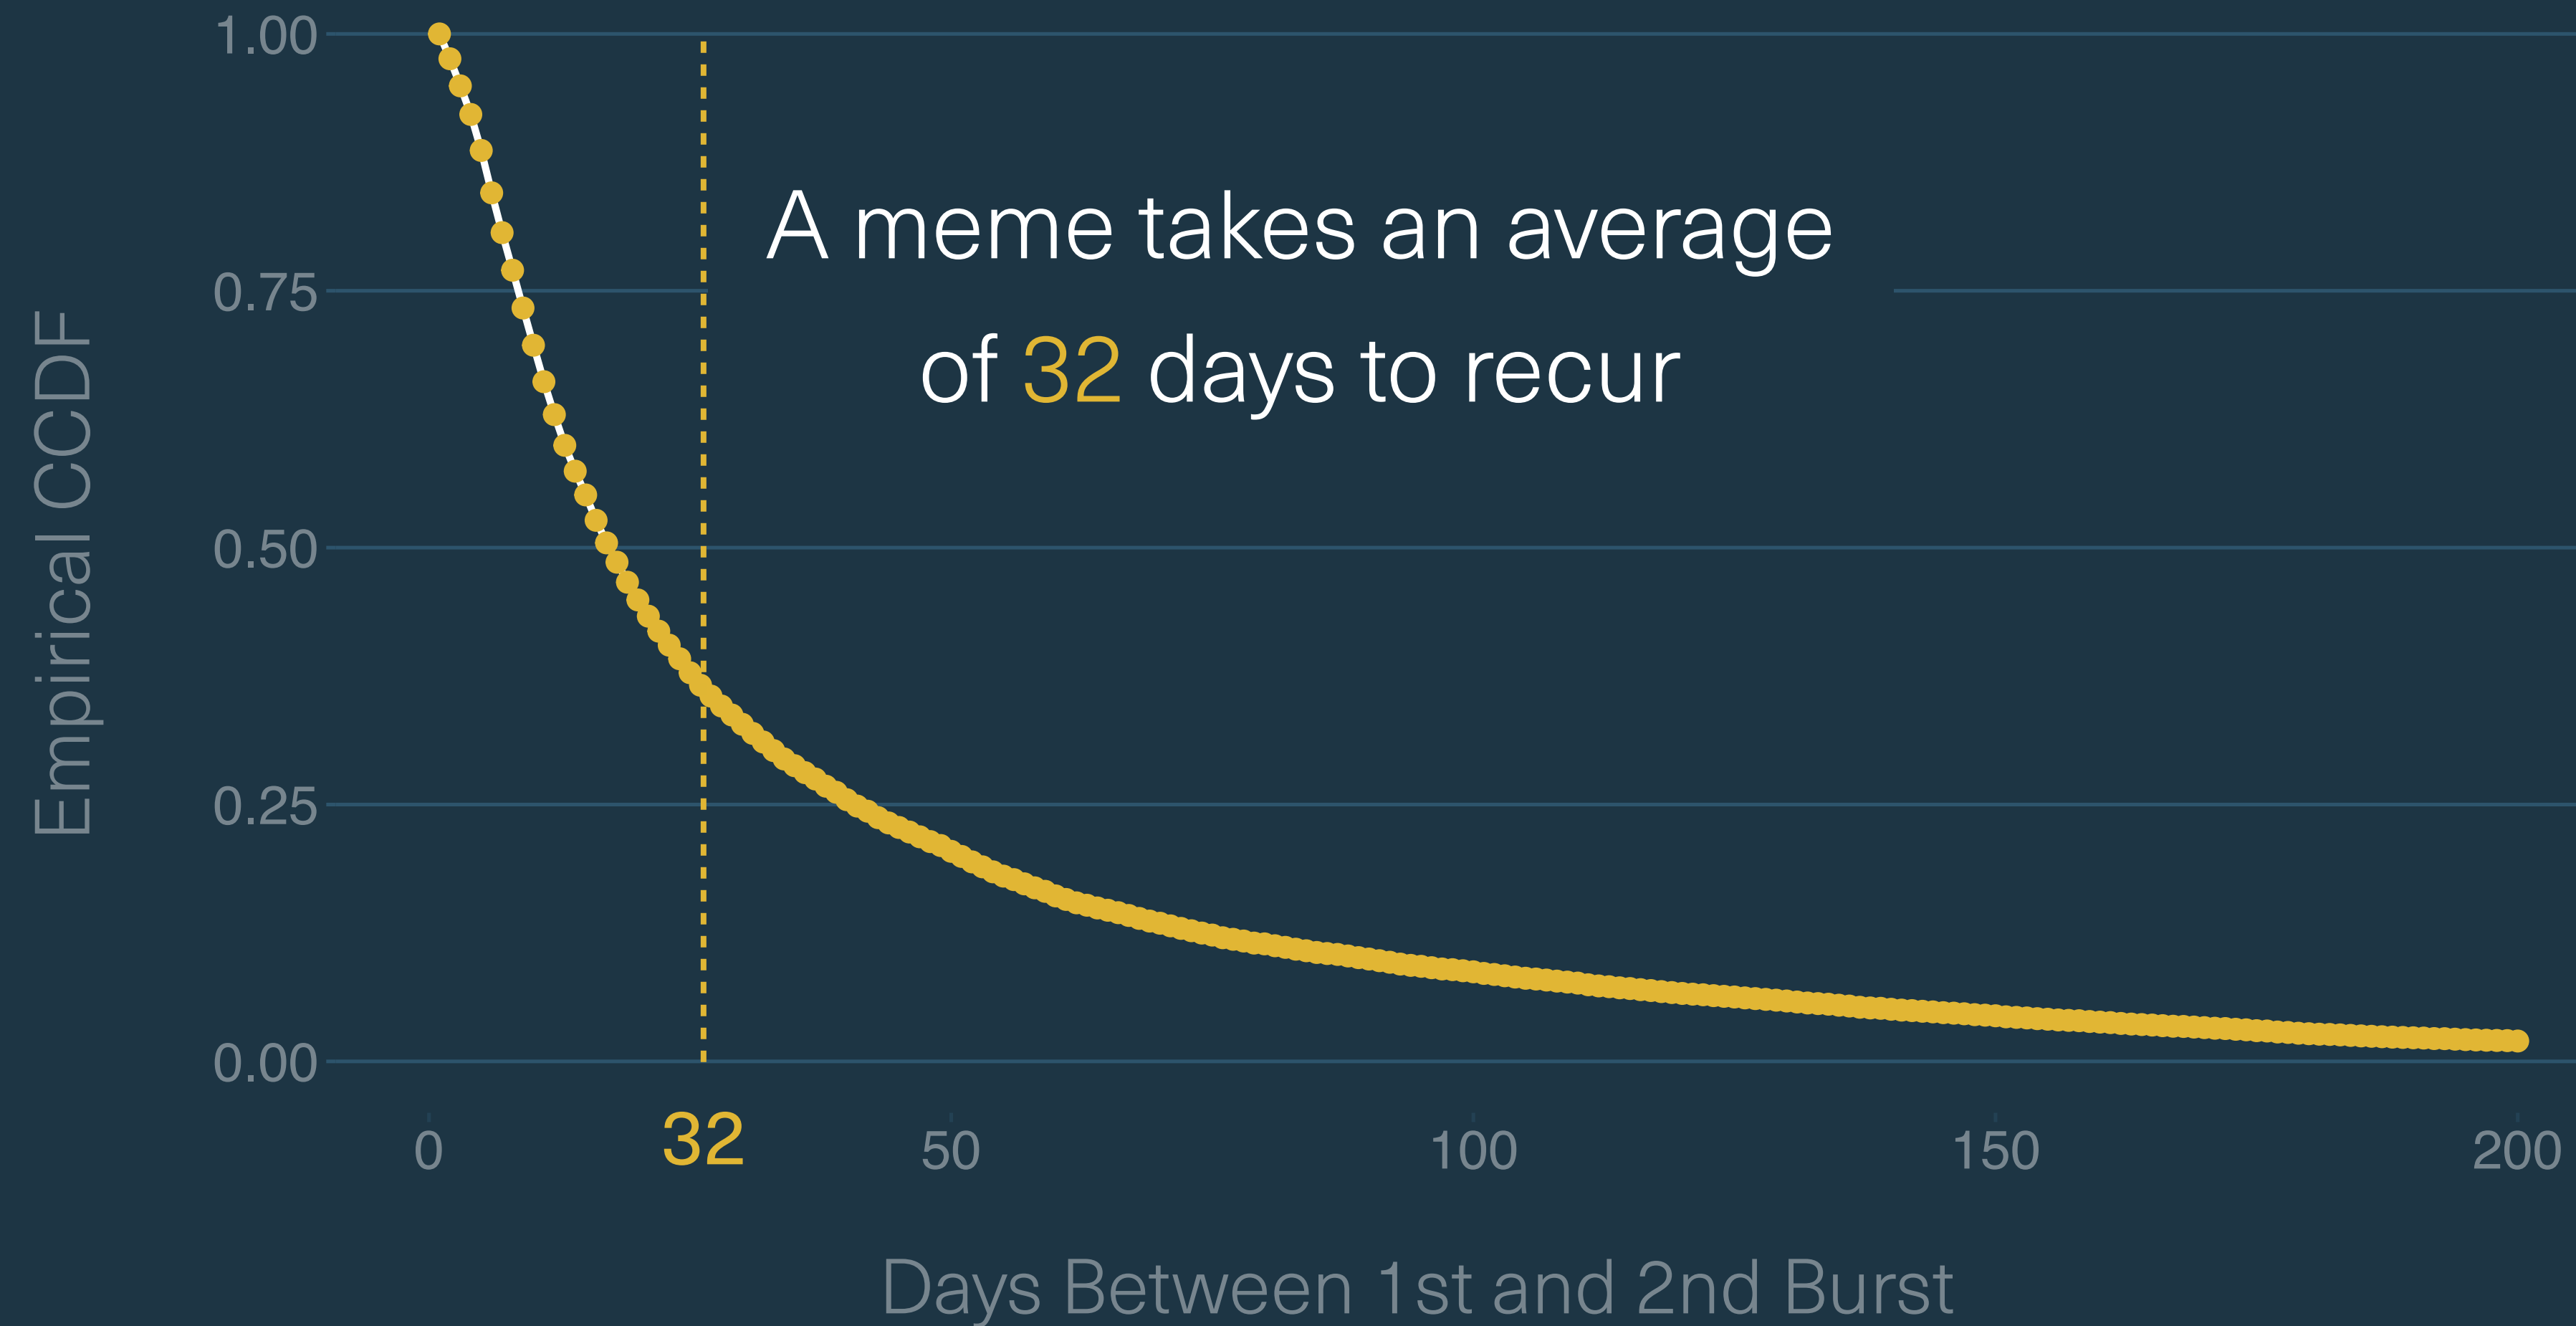 1.00
A meme takes an average
0.75
of 32 days to recur
Empirical CCDF
0.50
0.25
0.00
0
32
50
100
150
200
Days Between 1st and 2nd Burst